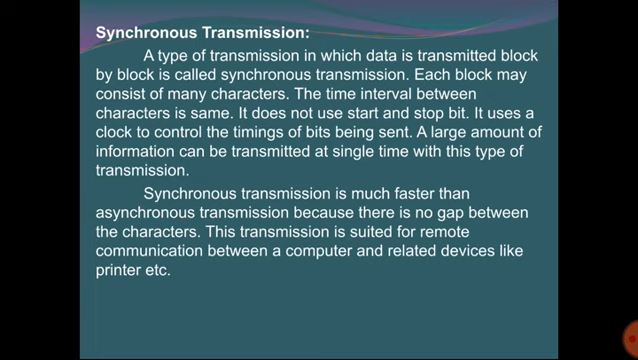 Synchronous Transmission:
A type of transmission in which data is transmitted block
by block is called synchronous transmission. Each block may
consist of many characters. The time interval between
characters is same. It does not use start and stop bit. It uses a
clock to control the timings of bits being sent. A large amount of
information can be transmitted at single time with this type of
transmission.
Synchronous transmission is much faster than
asynchronous transmission because there is no gap between
the characters. This transmission is suited for remote
communication between a computer and related devices like
printer etc.